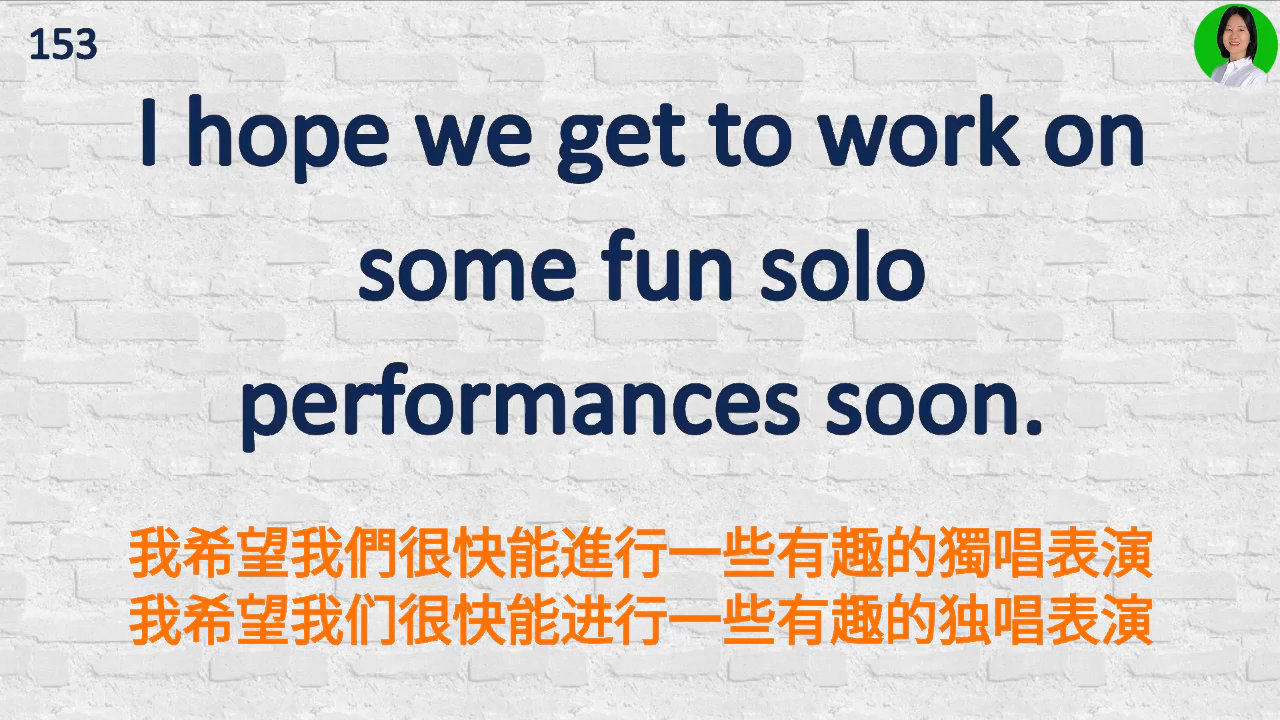 153
I hope we get to work on
some fun solo
performances soon.
我希望我們很快能進行一些有趣的獨唱表演
我希望我们很快能进行一些有趣的独唱表演